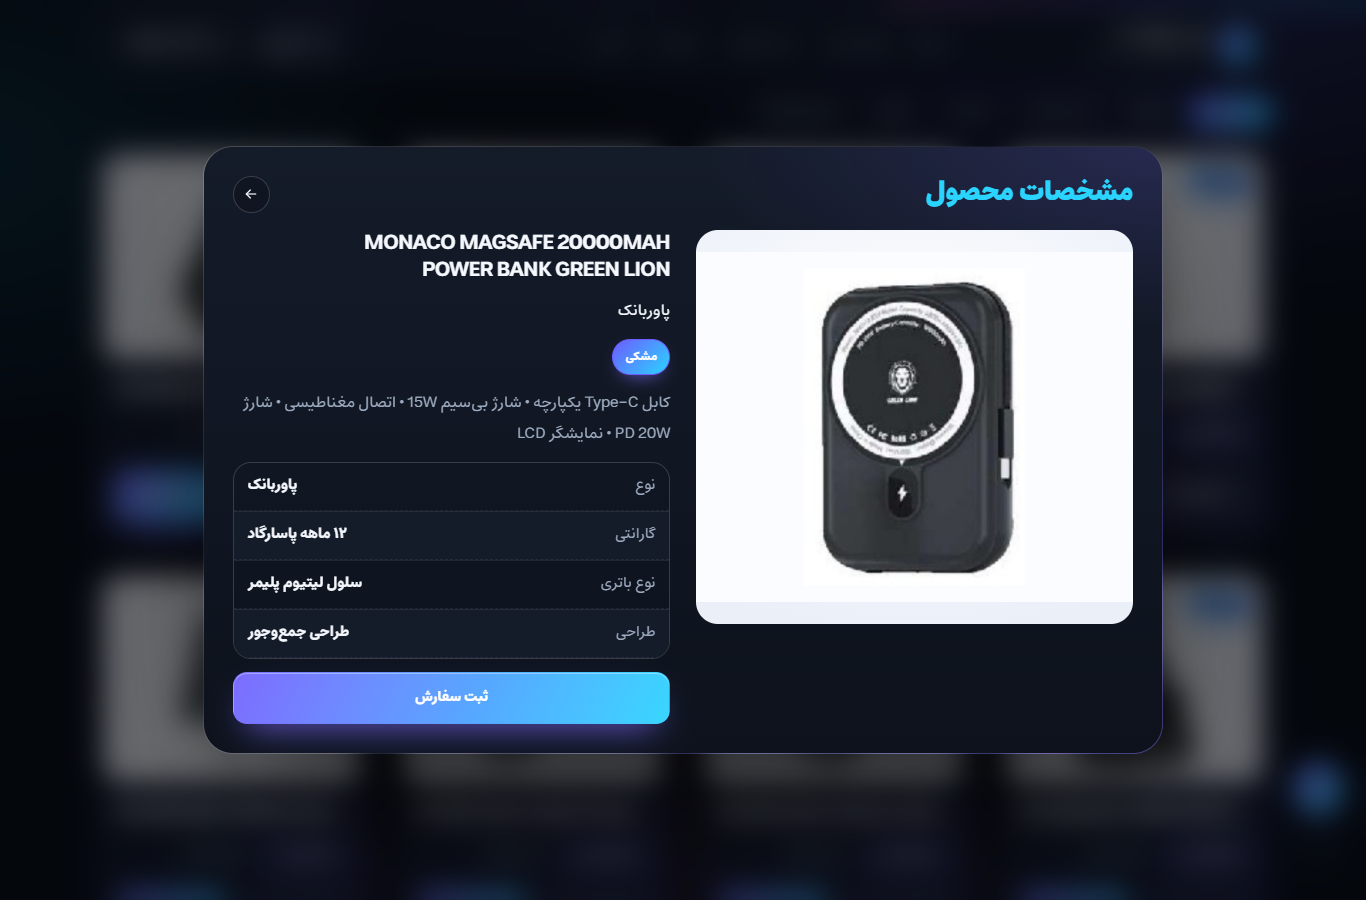 مشخصات محصول
MONACO MAGSAFE 20000MAH
POWER BANK GREEN LION
پاوربانک
مشکی
کابل Type-C یکپارچه • شارژ بی‌سیم 15W • اتصال مغناطیسی • شارژ
PD 20W • نمایشگر LCD
نوع پاوربانک
گارانتی ۱۲ ماهه پاسارگاد
نوع باتری سلول لیتیوم پلیمر
طراحی طراحی جمع‌وجور
ثبت سفارش
GREEN LION